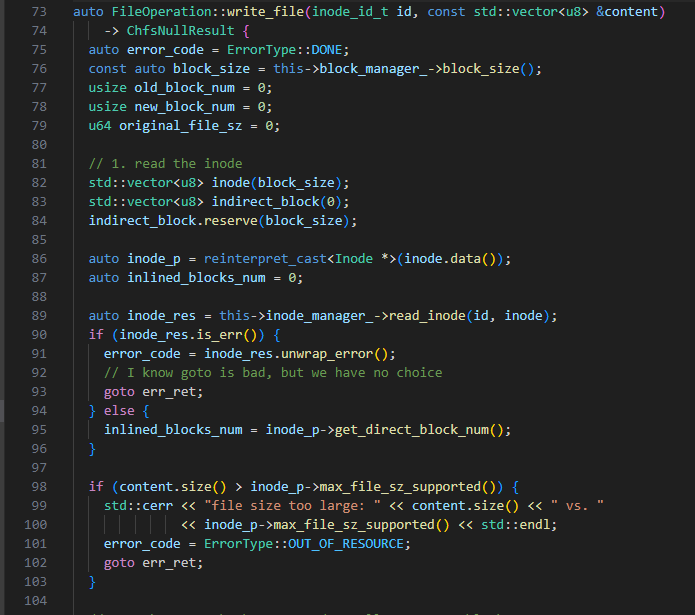 73 auto FileOperation::write_file(inode_id_t id, const std::vector<u8> &content)
74     -> ChfsNullResult {
75   auto error_code = ErrorType::DONE;
76   const auto block_size = this->block_manager_->block_size();
77   usize old_block_num = 0;
78   usize new_block_num = 0;
79   u64 original_file_sz = 0;
80
81   // 1. read the inode
82   std::vector<u8> inode(block_size);
83   std::vector<u8> indirect_block(0);
84   indirect_block.reserve(block_size);
85
86   auto inode_p = reinterpret_cast<Inode *>(inode.data());
87   auto inlined_blocks_num = 0;
88
89   auto inode_res = this->inode_manager_->read_inode(id, inode);
90   if (inode_res.is_err()) {
91     error_code = inode_res.unwrap_error();
92     // I know goto is bad, but we have no choice
93     goto err_ret;
94   } else {
95     inlined_blocks_num = inode_p->get_direct_block_num();
96   }
97
98   if (content.size() > inode_p->max_file_sz_supported()) {
99     std::cerr << "file size too large: " << content.size() << " vs. "
100               << inode_p->max_file_sz_supported() << std::endl;
101     error_code = ErrorType::OUT_OF_RESOURCE;
102     goto err_ret;
103   }
104